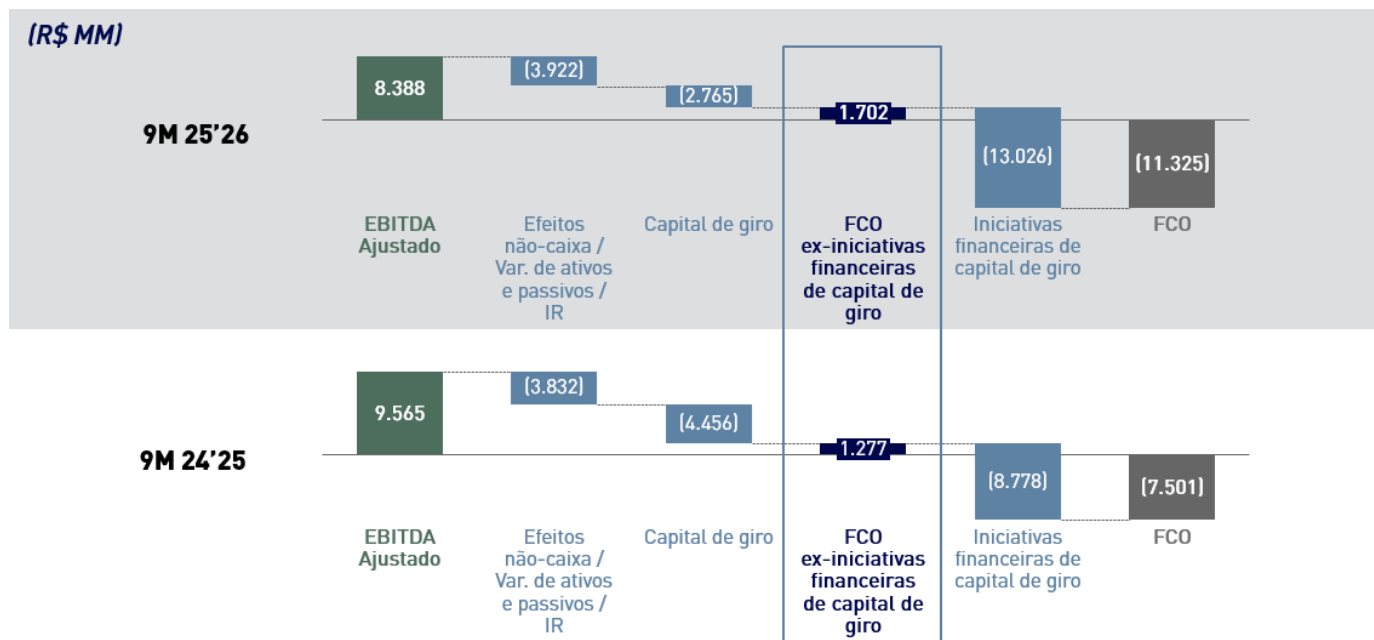 (R$ MM)
9M 25’26
8.388
(3.922)
(2.765)
1.702
(13.026)
(11.325)
EBITDA
Ajustado
Efeitos
não-caixa /
Var. de ativos
e passivos /
IR
Capital de giro
FCO
ex-iniciativas
financeiras
de capital de
giro
Iniciativas
financeiras de
capital de giro
FCO
9M 24’25
9.565
(3.832)
(4.456)
1.277
(8.778)
(7.501)
EBITDA
Ajustado
Efeitos
não-caixa /
Var. de ativos
e passivos /
IR
Capital de giro
FCO
ex-iniciativas
financeiras
de capital de
giro
Iniciativas
financeiras de
capital de giro
FCO